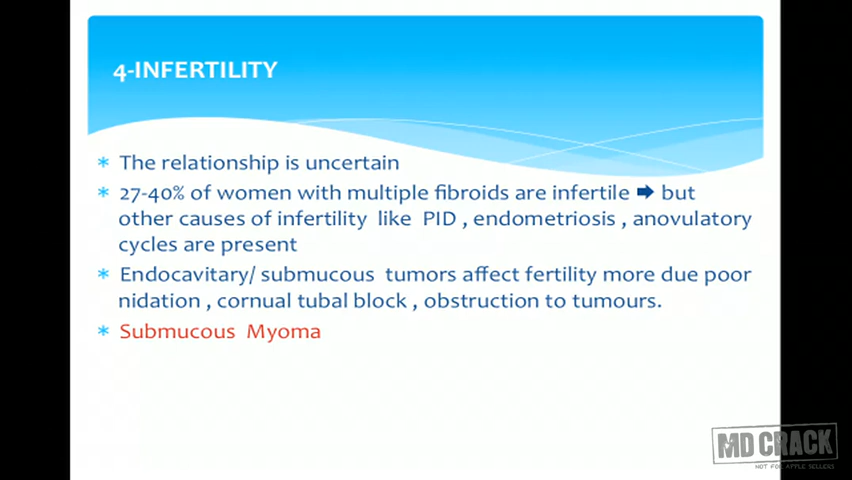 4-INFERTILITY
* The relationship is uncertain
* 27-40% of women with multiple fibroids are infertile ➡ but
other causes of infertility like PID , endometriosis , anovulatory
cycles are present
* Endocavitary/ submucous tumors affect fertility more due poor
nidation , cornual tubal block , obstruction to tumours.
* Submucous Myoma
MD CRACK
NOT FOR APPLE SELLERS